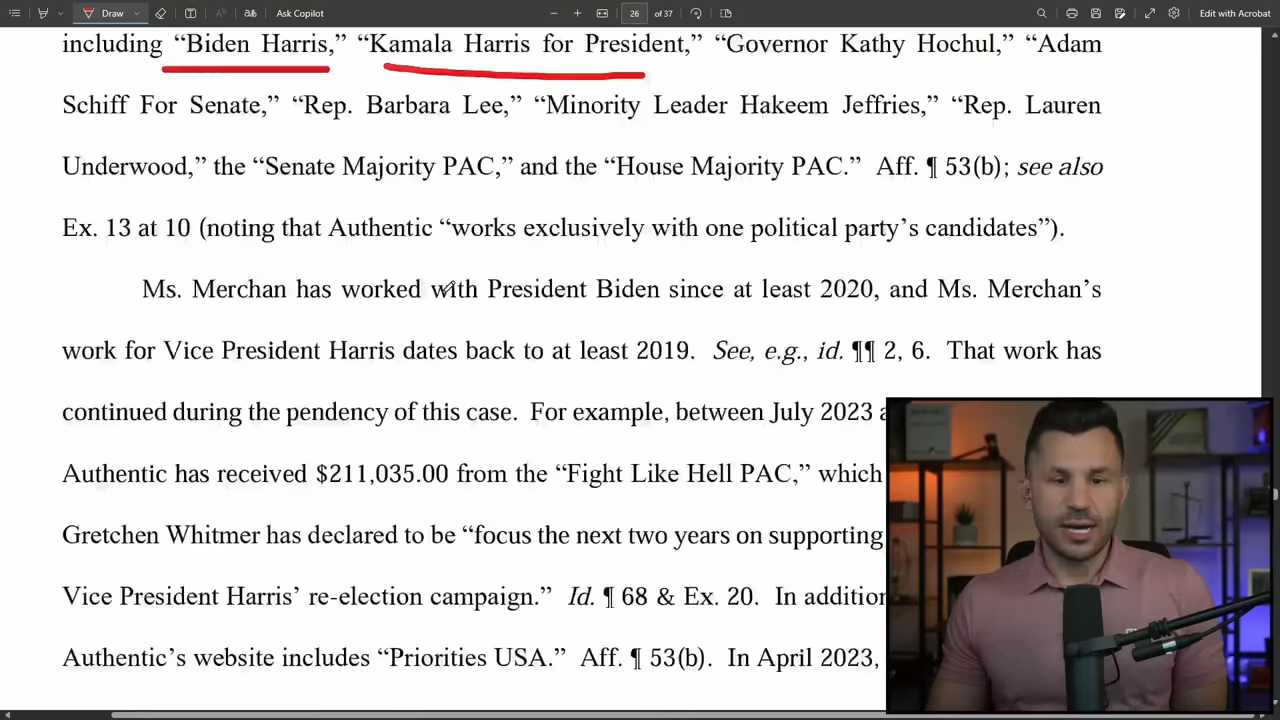 Draw
Ask Copilot
26 of 37
Edit with Acrobat
including “Biden Harris,” “Kamala Harris for President,” “Governor Kathy Hochul,” “Adam
Schiff For Senate,” “Rep. Barbara Lee,” “Minority Leader Hakeem Jeffries,” “Rep. Lauren
Underwood,” the “Senate Majority PAC,” and the “House Majority PAC.” Aff. ¶ 53(b); see also
Ex. 13 at 10 (noting that Authentic “works exclusively with one political party’s candidates”).
Ms. Merchan has worked with President Biden since at least 2020, and Ms. Merchan’s
work for Vice President Harris dates back to at least 2019. See, e.g., id. ¶¶ 2, 6. That work has
continued during the pendency of this case. For example, between July 2023
Authentic has received $211,035.00 from the “Fight Like Hell PAC,” which
Gretchen Whitmer has declared to be “focus the next two years on supporting
Vice President Harris’ re-election campaign.” Id. ¶ 68 & Ex. 20. In addition
Authentic’s website includes “Priorities USA.” Aff. ¶ 53(b). In April 2023,